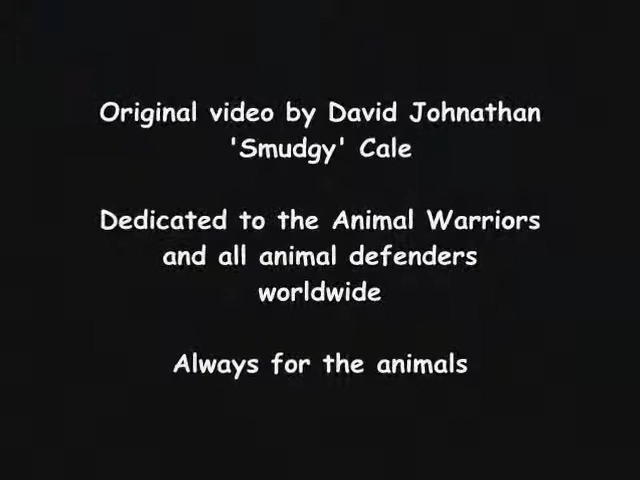 Original video by David Johnathan
'Smudgy' Cale
Dedicated to the Animal Warriors
and all animal defenders
worldwide
Always for the animals